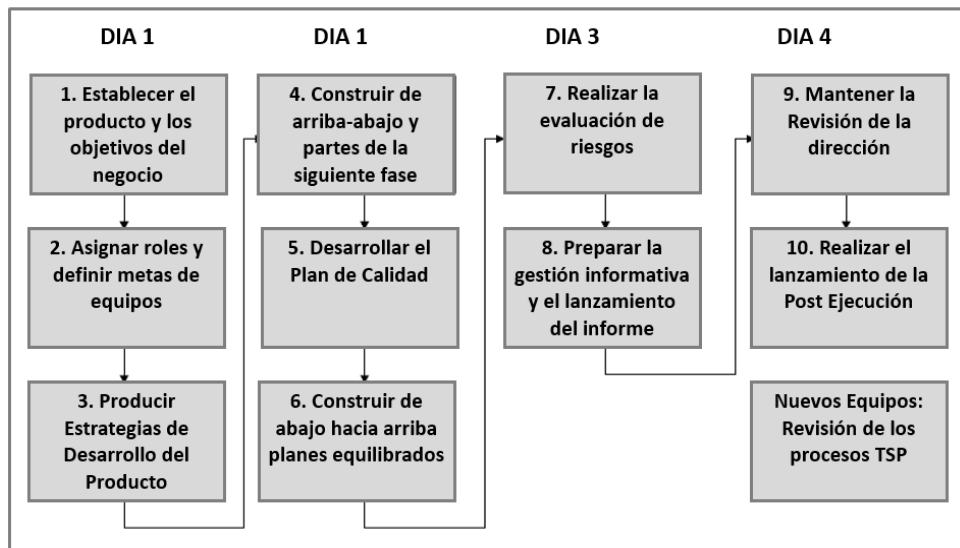 DIA 1
1. Establecer el
producto y los
objetivos del
negocio
2. Asignar roles y
definir metas de
equipos
3. Producir
Estrategias de
Desarrollo del
Producto
DIA 1
4. Construir de
arriba-abajo y
partes de la
siguiente fase
5. Desarrollar el
Plan de Calidad
6. Construir de
abajo hacia arriba
planes equilibrados
DIA 3
7. Realizar la
evaluación de
riesgos
8. Preparar la
gestión informativa
y el lanzamiento
del informe
DIA 4
9. Mantener la
Revisión de la
dirección
10. Realizar el
lanzamiento de la
Post Ejecución
Nuevos Equipos:
Revisión de los
procesos TSP